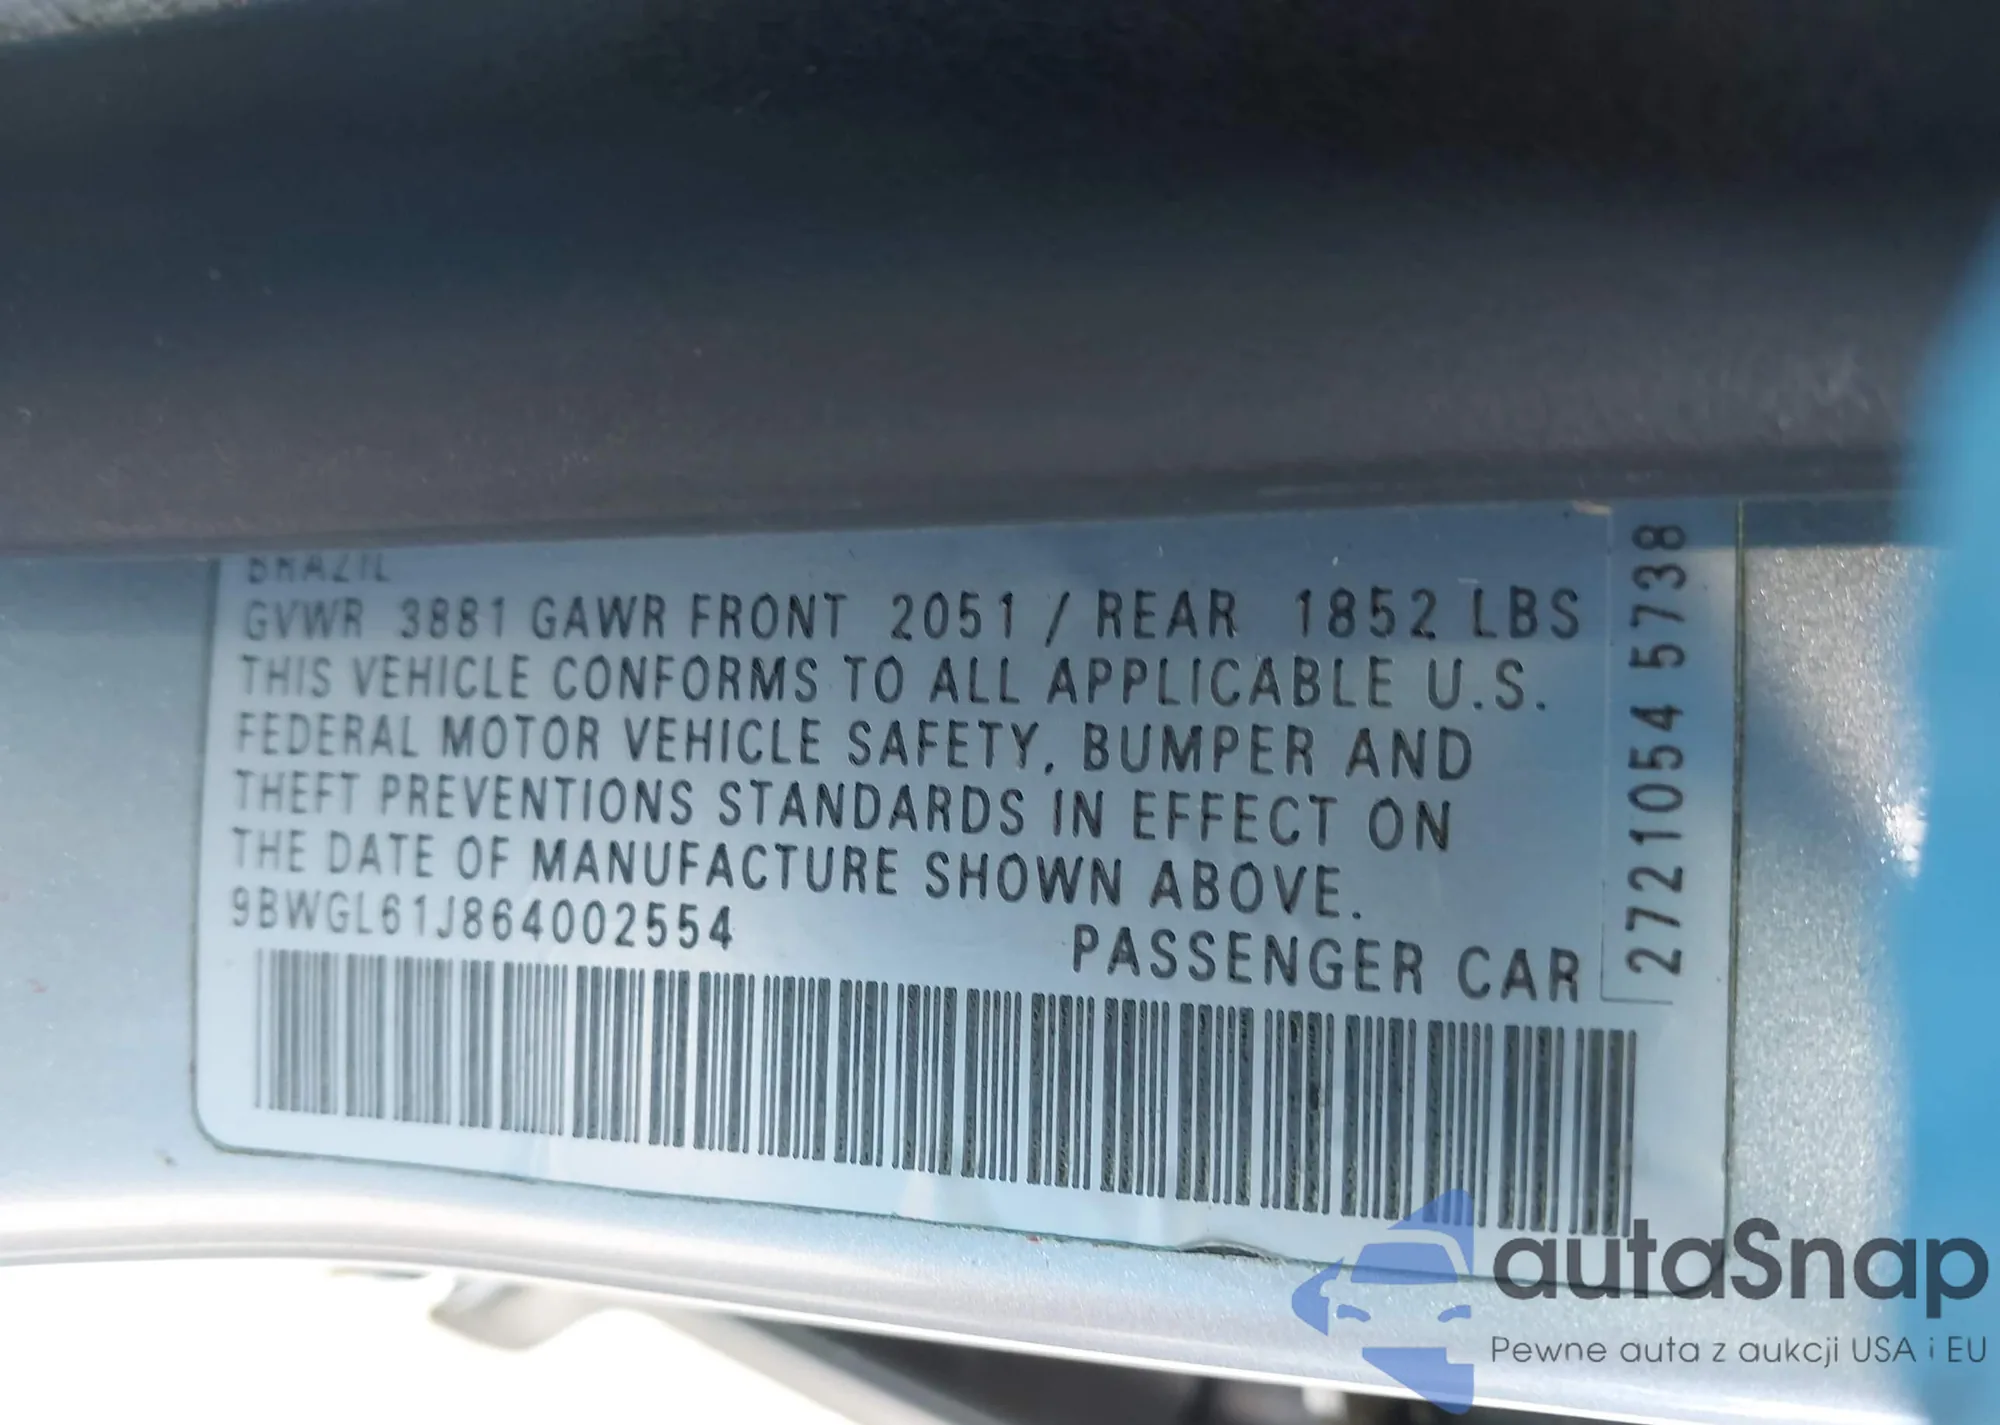 BRAZIL
GVWR 3881 GAWR FRONT 2051 / REAR 1852 LBS
THIS VEHICLE CONFORMS TO ALL APPLICABLE U.S.
FEDERAL MOTOR VEHICLE SAFETY, BUMPER AND
THEFT PREVENTIONS STANDARDS IN EFFECT ON
THE DATE OF MANUFACTURE SHOWN ABOVE.
9BWGL61J864002554
PASSENGER CAR
2721054 5738
autoSnap
Pewne auta z aukcji USA i EU